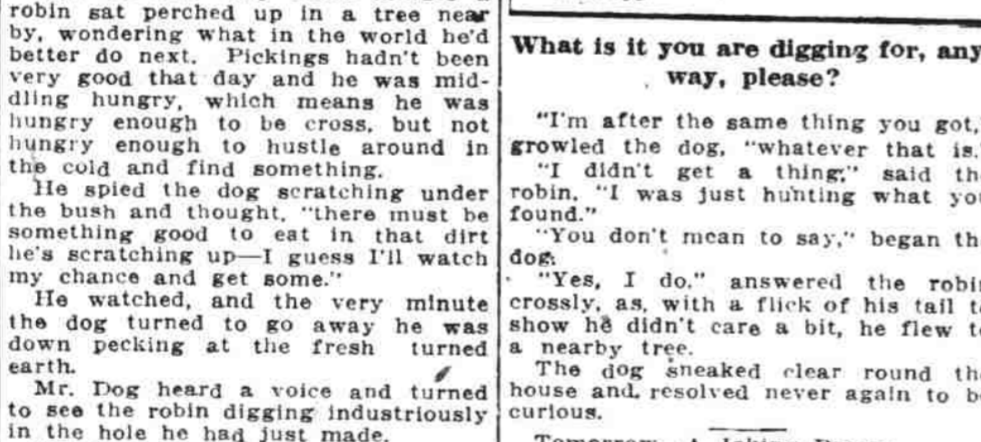 robin sat perched up in a tree near
by, wondering what in the world he'd
better do next. Pickings hadn't been
very good that day and he was mid-
dling hungry, which means he was
hungry enough to be cross, but not
hungry enough to hustle around in
the cold and find something.
He spied the dog scratching under
the bush and thought, "there must be
something good to eat in that dirt
he's scratching up—I guess I'll watch
my chance and get some."
He watched, and the very minute
the dog turned to go away he was
down pecking at the fresh turned
earth.
Mr. Dog heard a voice and turned
to see the robin digging industriously
in the hole he had just made.
What is it you are digging for, any
way, please?
"I'm after the same thing you got,"
growled the dog, "whatever that is."
"I didn't get a thing," said th
robin, "I was just hunting what you
found."
"You don't mean to say," began th
dog.
"Yes, I do," answered the robin
crossly, as, with a flick of his tail t
show he didn't care a bit, he flew t
a nearby tree.
The dog sneaked clear round th
house and resolved never again to b
curious.